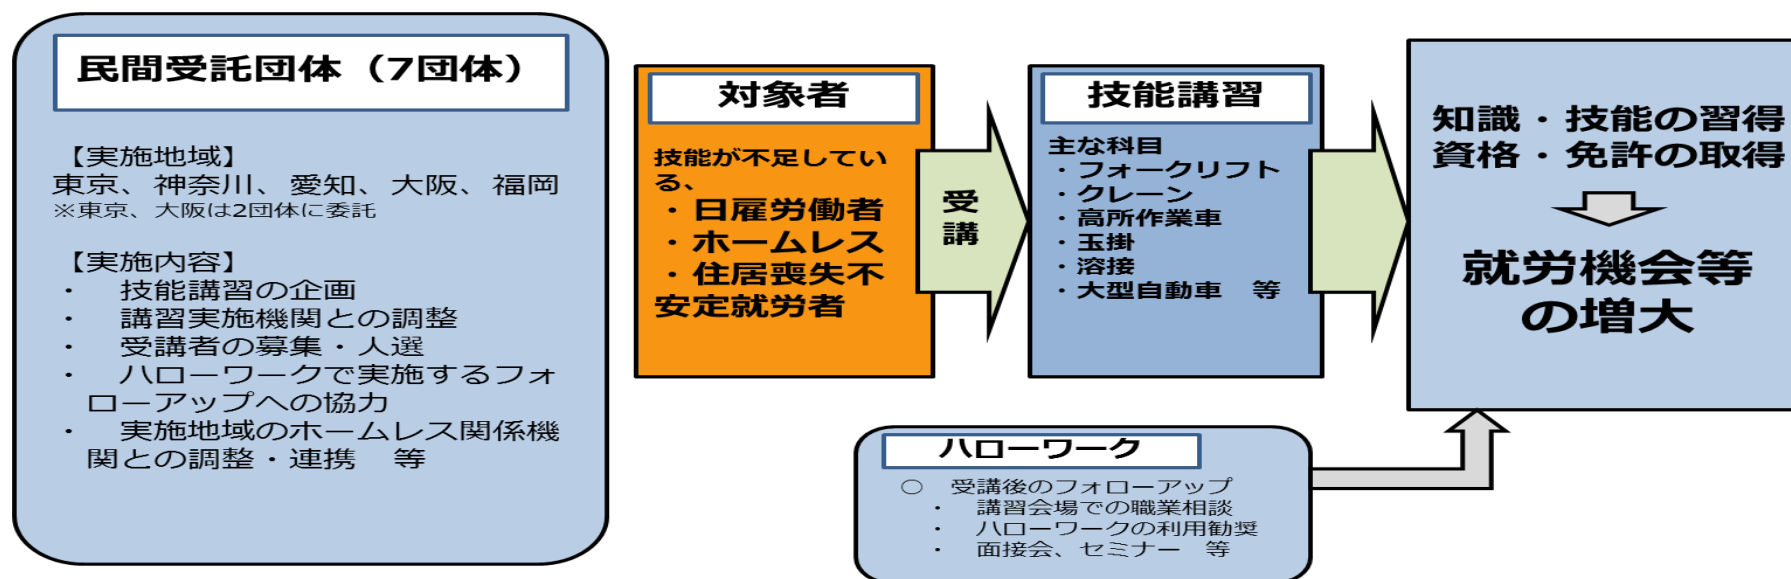 民間受託団体（7団体）
【実施地域】
東京、神奈川、愛知、大阪、福岡
※東京、大阪は2団体に委託
【実施内容】
・　技能講習の企画
・　講習実施機関との調整
・　受講者の募集・人選
・　ハローワークで実施するフォ
ローアップへの協力
・　実施地域のホームレス関係機
関との調整・連携　等
対象者
技能が不足してい
る、
・日雇労働者
・ホームレス
・住居喪失不
安定就労者
受
講
技能講習
主な科目
・フォークリフト
・クレーン
・高所作業車
・玉掛
・溶接
・大型自動車　等
知識・技能の習得
資格・免許の取得
就労機会等
の増大
ハローワーク
○　受講後のフォローアップ
・　講習会場での職業相談
・　ハローワークの利用勧奨
・　面接会、セミナー　等